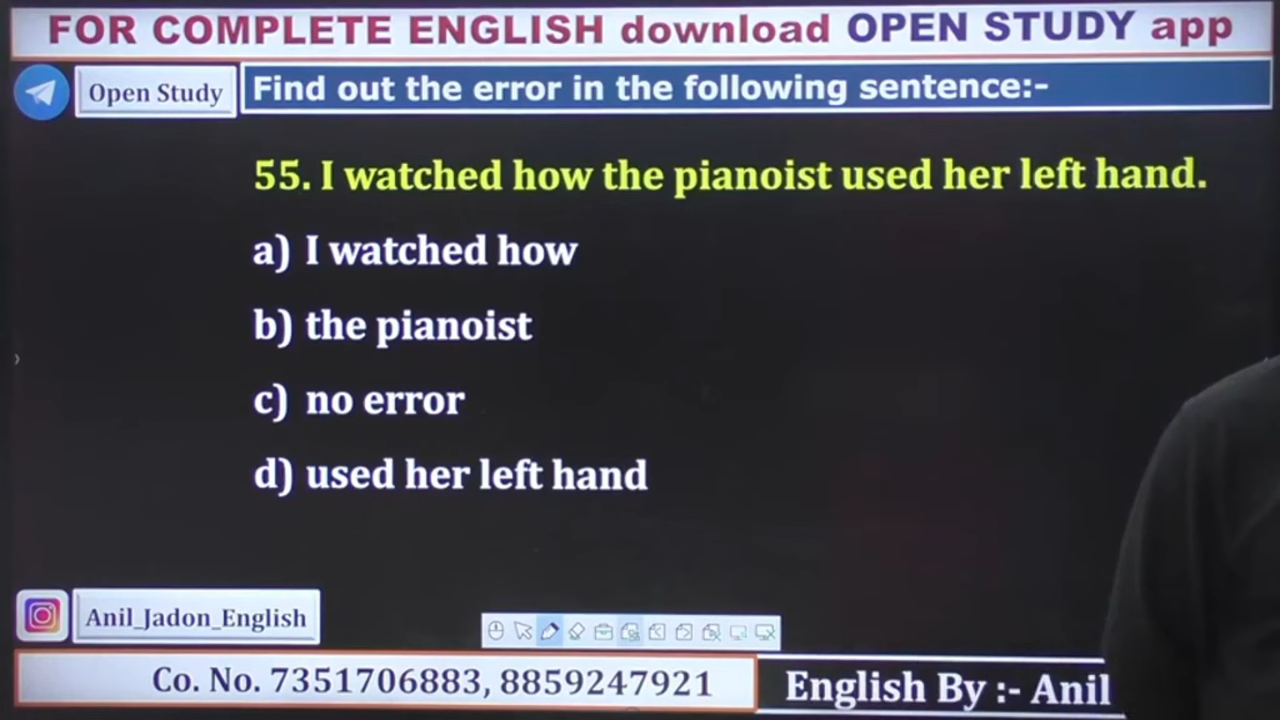 FOR COMPLETE ENGLISH download OPEN STUDY app
Open Study
Find out the error in the following sentence:-
55. I watched how the pianoist used her left hand.
a) I watched how
b) the pianoist
c) no error
d) used her left hand
Anil_Jadon_English
Co. No. 7351706883, 8859247921
English By :- Anil